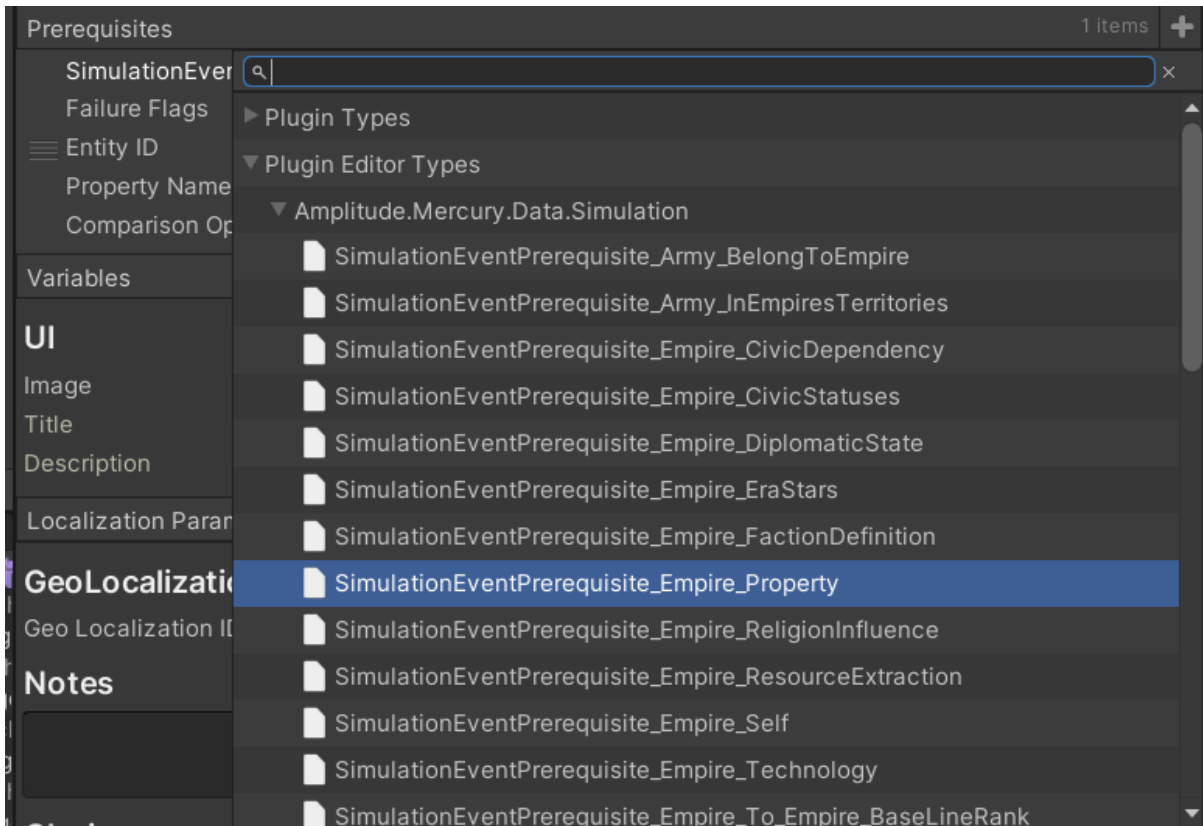 Prerequisites 1 items
SimulationEver
Failure Flags
Entity ID
Property Name
Comparison Op
Variables
UI
Image
Title
Description
Localization Paran
GeoLocalizatio
Geo Localization ID
Notes
Plugin Types
Plugin Editor Types
Amplitude.Mercury.Data.Simulation
SimulationEventPrerequisite_Army_BelongToEmpire
SimulationEventPrerequisite_Army_InEmpiresTerritories
SimulationEventPrerequisite_Empire_CivicDependency
SimulationEventPrerequisite_Empire_CivicStatuses
SimulationEventPrerequisite_Empire_DiplomaticState
SimulationEventPrerequisite_Empire_EraStars
SimulationEventPrerequisite_Empire_FactionDefinition
SimulationEventPrerequisite_Empire_Property
SimulationEventPrerequisite_Empire_ReligionInfluence
SimulationEventPrerequisite_Empire_ResourceExtraction
SimulationEventPrerequisite_Empire_Self
SimulationEventPrerequisite_Empire_Technology
SimulationEventPrerequisite_Empire_To_Empire_BaseLineRank